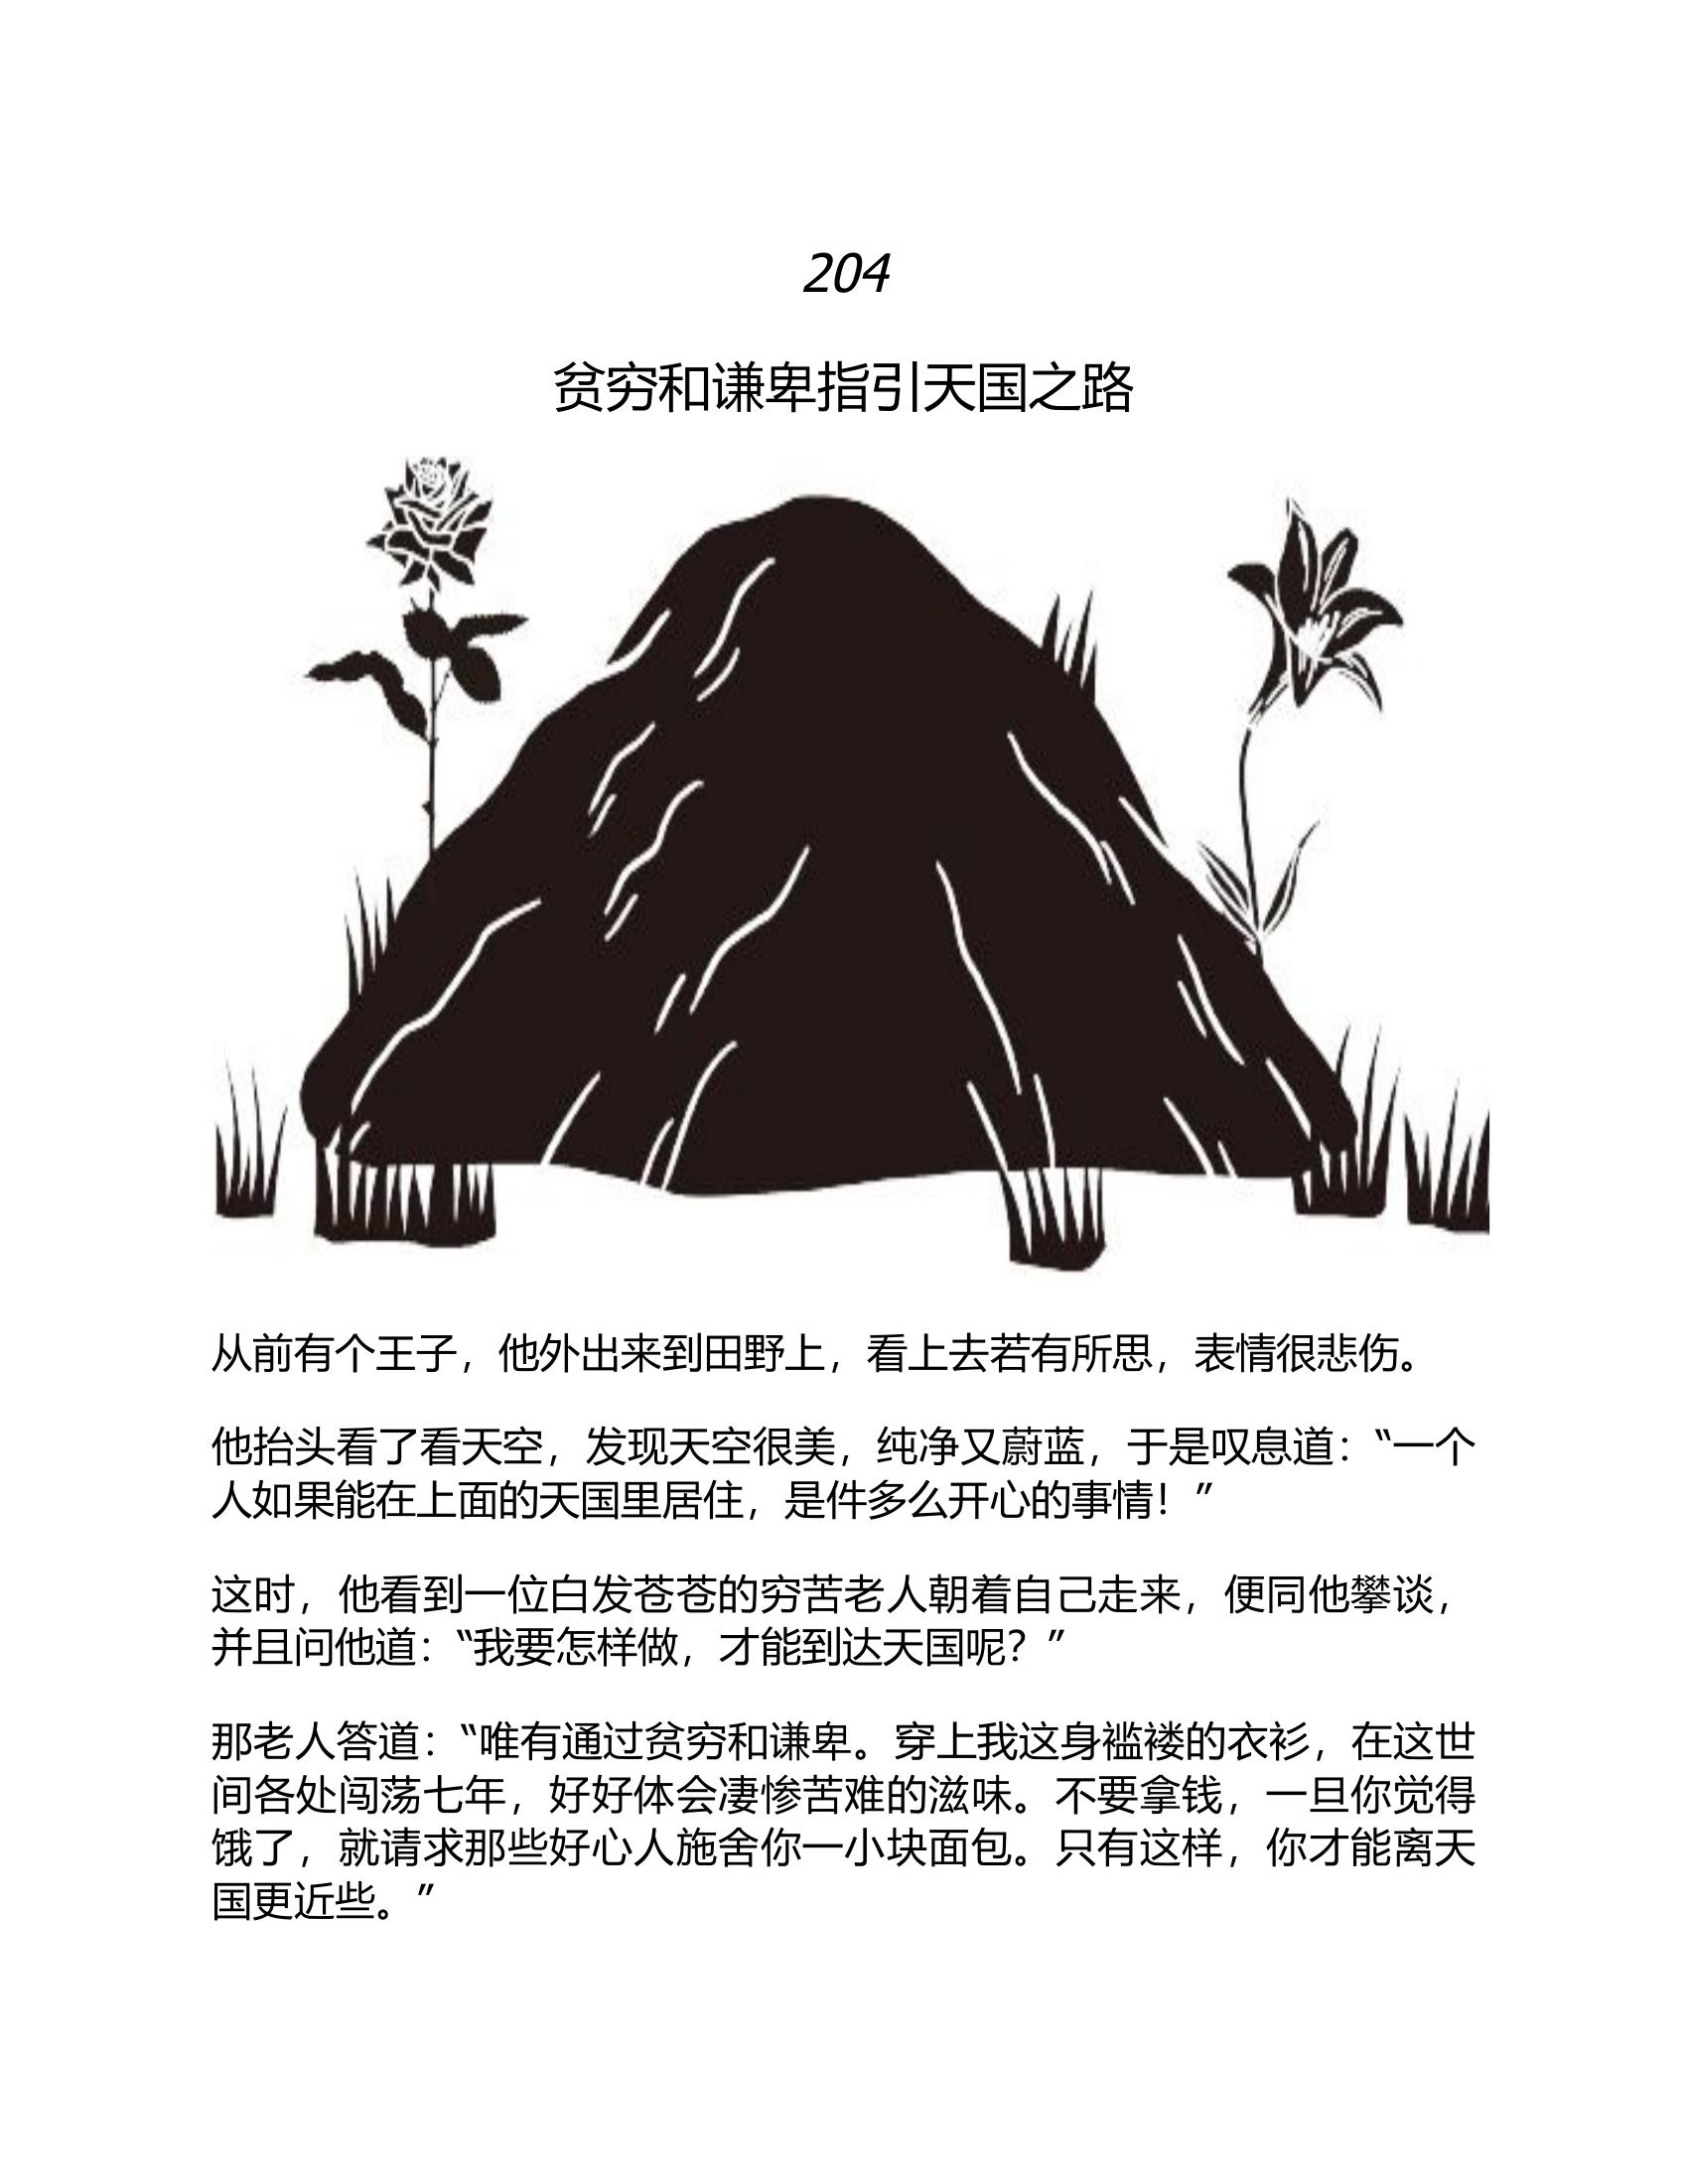 204
贫穷和谦卑指引天国之路
从前有个王子，他外出来到田野上，看上去若有所思，表情很悲伤。
他抬头看了看天空，发现天空很美，纯净又蔚蓝，于是叹息道：“一个
人如果能在上面的天国里居住，是件多么开心的事情！”
这时，他看到一位白发苍苍的穷苦老人朝着自己走来，便同他攀谈，
并且问他道：“我要怎样做，才能到达天国呢？”
那老人答道：“唯有通过贫穷和谦卑。穿上我这身褴褛的衣衫，在这世
间各处闯荡七年，好好体会凄惨苦难的滋味。不要拿钱，一旦你觉得
饿了，就请求那些好心人施舍你一小块面包。只有这样，你才能离天
国更近些。”